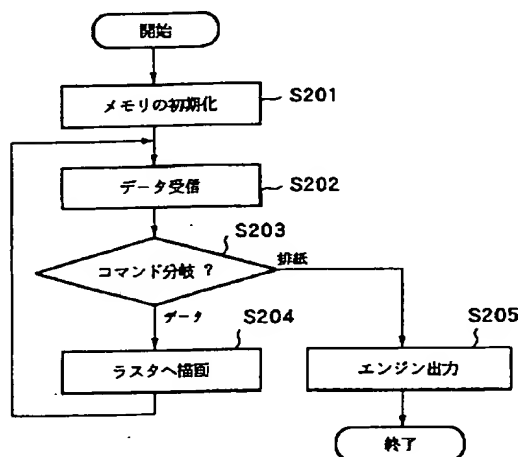 開始
メモリの初期化
S201
データ受信
S202
コマンド分岐？
S203
排紙
データ
S204
ラスタへ描画
S205
エンジン出力
終了